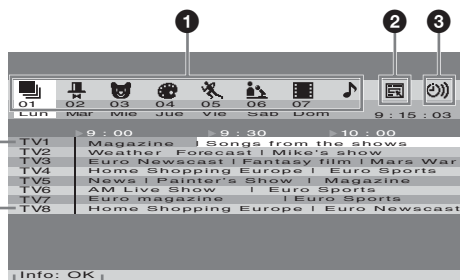 1 2 3
01 02 03 04 05 06 07
Lun Mar Mie Jue Vie Sab Dom 9 : 15 : 03
9 : 00 9 : 30 10 : 00
TV1 Magazine | Songs from the shows
TV2 Weather Forecast | Mike's show
TV3 Euro Newscast | Fantasy film | Mars War
TV4 Home Shopping Europe | Euro Sports
TV5 News | Painter's Show | Magazine
TV6 AM Live Show | Euro Sports
TV7 Euro magazine | Euro Sports
TV8 Home Shopping Europe | Euro Newscast
Info: OK